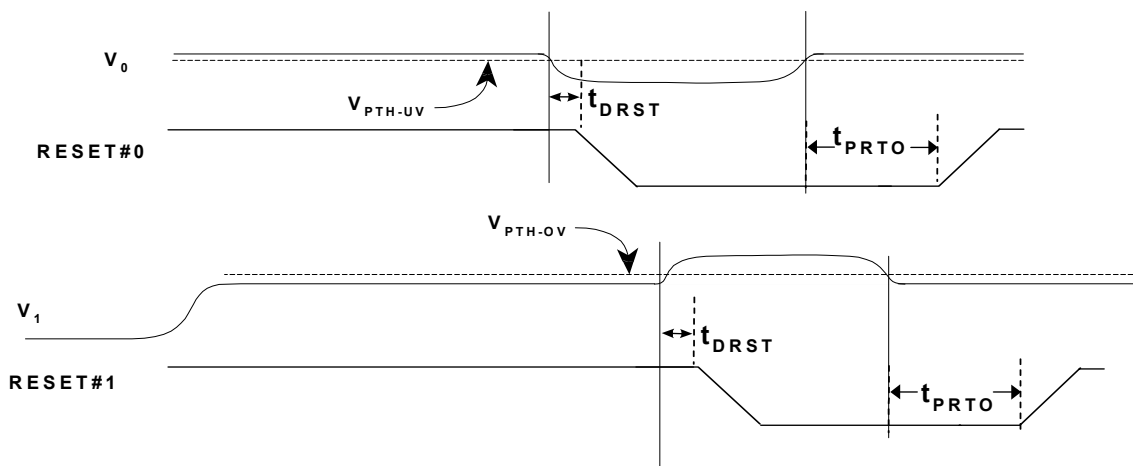 V0
VPTH-UV
tDRST
RESET#0
tPRTO
VPTH-OV
V1
tDRST
RESET#1
tPRTO